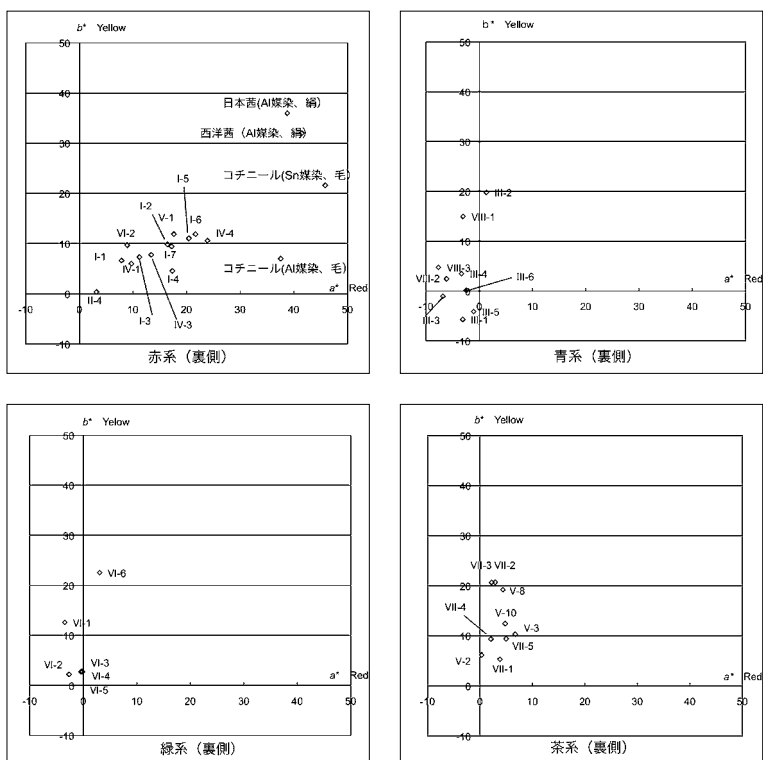 b* Yellow
50
40
日本茜(Al媒染、絹)
西洋茜（Al媒染、絹)
30
コチニール(Sn媒染、毛)
I-5
20
I-2
V-1
I-6
VI-2
IV-4
10
I-1
IV-1
I-7
コチニール(Al媒染、毛)
I-4
a* Red
0
II-4
-10 0 10 20 30 40 50
I-3
IV-3
-10
赤系（裏側）
b* Yellow
50
40
30
20
III-2
VIII-1
10
VIII-3
III-4
VIII-2
III-6
a* Red
0
-10 0 10 20 30 40 50
III-5
III-3
III-1
-10
青系（裏側）
b* Yellow
50
40
30
20
VI-6
VI-1
10
VI-2
VI-3
VI-4
a* Red
0
VI-5
-10 0 10 20 30 40 50
-10
緑系（裏側）
b* Yellow
50
40
30
VII-3 VII-2
20
V-8
VII-4
V-10
V-3
10
VII-5
V-2
VII-1
a* Red
0
-10 0 10 20 30 40 50
-10
茶系（裏側）